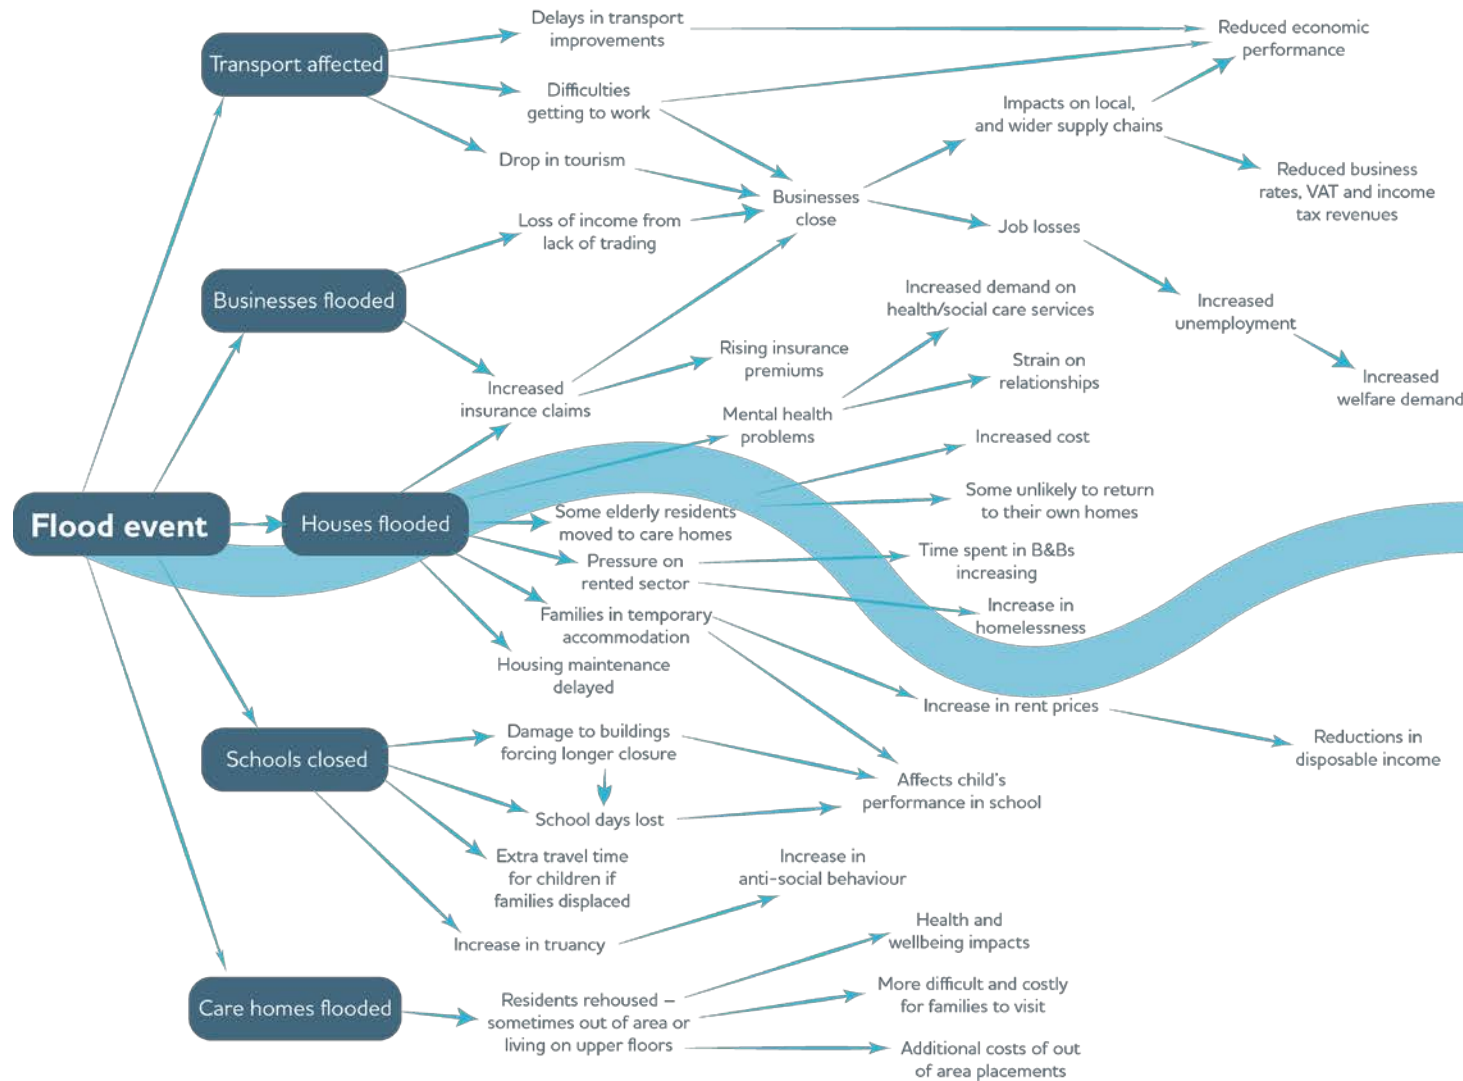 Delays in transport
improvements
Reduced economic
performance
Transport affected
Difficulties
getting to work
Impacts on local,
and wider supply chains
Drop in tourism
Reduced business
rates, VAT and income
tax revenues
Businesses
close
Loss of income from
lack of trading
Job losses
Businesses flooded
Increased demand on
health/social care services
Increased
unemployment
Rising insurance
premiums
Strain on
relationships
Increased
welfare demand
Increased
insurance claims
Mental health
problems
Increased cost
Flood event
Houses flooded
Some elderly residents
moved to care homes
Some unlikely to return
to their own homes
Pressure on
rented sector
Time spent in B&Bs
increasing
Families in temporary
accommodation
Increase in
homelessness
Housing maintenance
delayed
Increase in rent prices
Reductions in
disposable income
Schools closed
Damage to buildings
forcing longer closure
Affects child's
performance in school
School days lost
Extra travel time
for children if
families displaced
Increase in
anti-social behaviour
Increase in truancy
Health and
wellbeing impacts
Care homes flooded
Residents rehoused –
sometimes out of area or
living on upper floors
More difficult and costly
for families to visit
Additional costs of out
of area placements